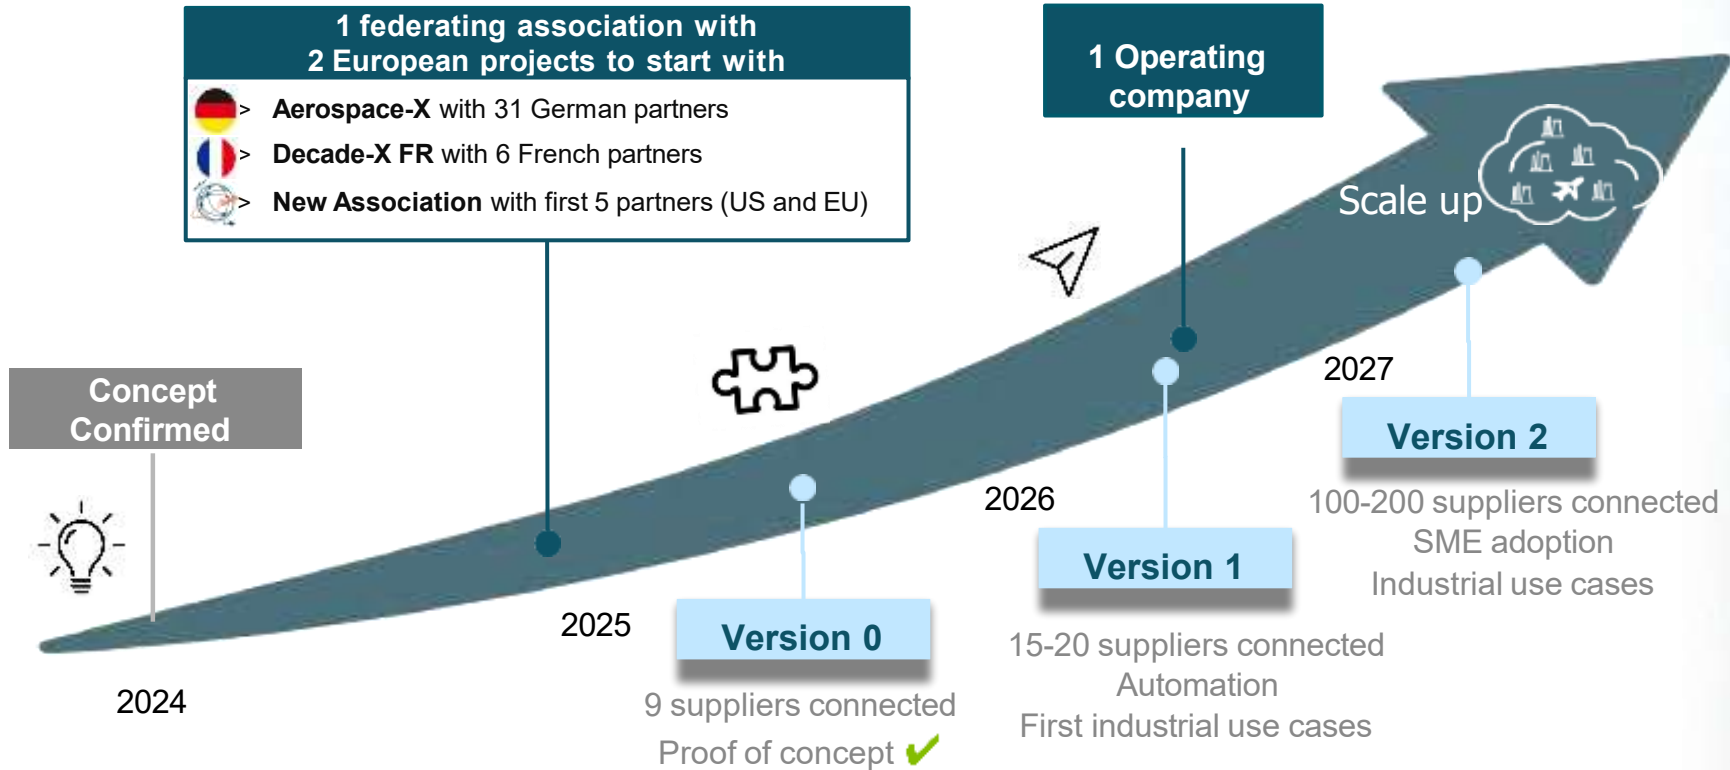 1 federating association with
2 European projects to start with
> Aerospace-X with 31 German partners
> Decade-X FR with 6 French partners
> New Association with first 5 partners (US and EU)
1 Operating
company
Scale up
Concept
Confirmed
2024
2025
2026
2027
Version 0
9 suppliers connected
Proof of concept ✔
Version 1
15-20 suppliers connected
Automation
First industrial use cases
Version 2
100-200 suppliers connected
SME adoption
Industrial use cases